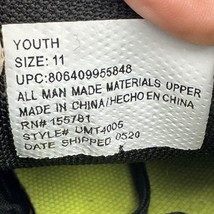 YOUTH
SIZE: 11
UPC:806409955848
ALL MAN MADE MATERIALS UPPER
MADE IN CHINA/HECHO EN CHINA
RN# 155781
STYLE# UMT4005
DATE SHIPPED 0520